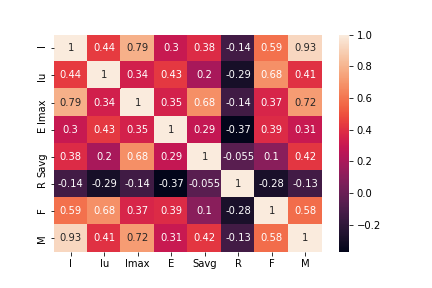 I 1 0.44 0.79 0.3 0.38 -0.14 0.59 0.93
Iu 0.44 1 0.34 0.43 0.2 -0.29 0.68 0.41
Imax 0.79 0.34 1 0.35 0.68 -0.14 0.37 0.72
E 0.3 0.43 0.35 1 0.29 -0.37 0.39 0.31
Savg 0.38 0.2 0.68 0.29 1 -0.055 0.1 0.42
R -0.14 -0.29 -0.14 -0.37 -0.055 1 -0.28 -0.13
F 0.59 0.68 0.37 0.39 0.1 -0.28 1 0.58
M 0.93 0.41 0.72 0.31 0.42 -0.13 0.58 1
I Iu Imax E Savg R F M
1.0
0.8
0.6
0.4
0.2
0.0
−0.2